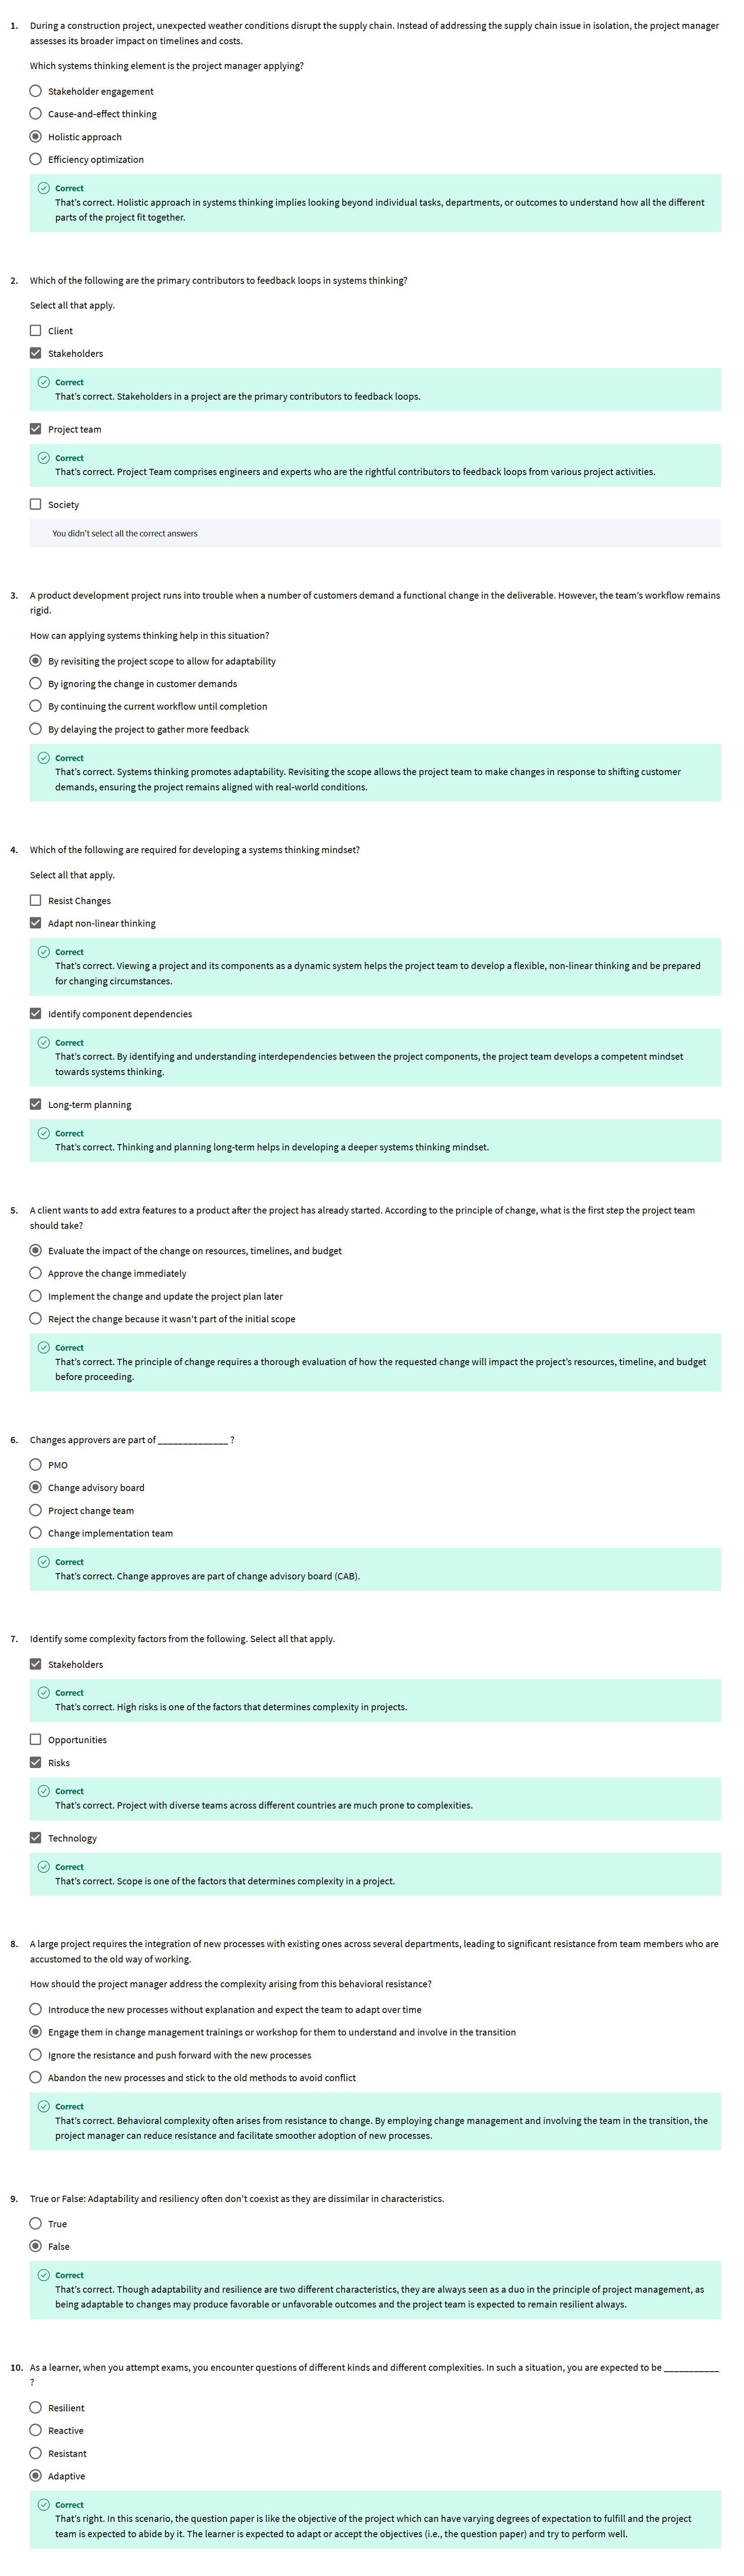 1. During a construction project, unexpected weather conditions disrupt the supply chain. Instead of addressing the supply chain issue in isolation, the project manager
assesses its broader impact on timelines and costs.
Which systems thinking element is the project manager applying?
Stakeholder engagement
Cause-and-effect thinking
Holistic approach
Efficiency optimization
Correct
That's correct. Holistic approach in systems thinking implies looking beyond individual tasks, departments, or outcomes to understand how all the different
parts of the project fit together.
2. Which of the following are the primary contributors to feedback loops in systems thinking?
Select all that apply.
Client
Stakeholders
Correct
That's correct. Stakeholders in a project are the primary contributors to feedback loops.
Project team
Correct
That's correct. Project Team comprises engineers and experts who are the rightful contributors to feedback loops from various project activities.
Society
You didn't select all the correct answers
3. A product development project runs into trouble when a number of customers demand a functional change in the deliverable. However, the team's workflow remains
rigid.
How can applying systems thinking help in this situation?
By revisiting the project scope to allow for adaptability
By ignoring the change in customer demands
By continuing the current workflow until completion
By delaying the project to gather more feedback
Correct
That's correct. Systems thinking promotes adaptability. Revisiting the scope allows the project team to make changes in response to shifting customer
demands, ensuring the project remains aligned with real-world conditions.
4. Which of the following are required for developing a systems thinking mindset?
Select all that apply.
Resist Changes
Adapt non-linear thinking
Correct
That's correct. Viewing a project and its components as a dynamic system helps the project team to develop a flexible, non-linear thinking and be prepared
for changing circumstances.
Identify component dependencies
Correct
That's correct. By identifying and understanding interdependencies between the project components, the project team develops a competent mindset
towards systems thinking.
Long-term planning
Correct
That's correct. Thinking and planning long-term helps in developing a deeper systems thinking mindset.
5. A client wants to add extra features to a product after the project has already started. According to the principle of change, what is the first step the project team
should take?
Evaluate the impact of the change on resources, timelines, and budget
Approve the change immediately
Implement the change and update the project plan later
Reject the change because it wasn't part of the initial scope
Correct
That's correct. The principle of change requires a thorough evaluation of how the requested change will impact the project's resources, timeline, and budget
before proceeding.
6. Changes approvers are part of ______________ ?
PMO
Change advisory board
Project change team
Change implementation team
Correct
That's correct. Change approves are part of change advisory board (CAB).
7. Identify some complexity factors from the following. Select all that apply.
Stakeholders
Correct
That's correct. High risks is one of the factors that determines complexity in projects.
Opportunities
Risks
Correct
That's correct. Project with diverse teams across different countries are much prone to complexities.
Technology
Correct
That's correct. Scope is one of the factors that determines complexity in a project.
8. A large project requires the integration of new processes with existing ones across several departments, leading to significant resistance from team members who are
accustomed to the old way of working.
How should the project manager address the complexity arising from this behavioral resistance?
Introduce the new processes without explanation and expect the team to adapt over time
Engage them in change management trainings or workshop for them to understand and involve in the transition
Ignore the resistance and push forward with the new processes
Abandon the new processes and stick to the old methods to avoid conflict
Correct
That's correct. Behavioral complexity often arises from resistance to change. By employing change management and involving the team in the transition, the
project manager can reduce resistance and facilitate smoother adoption of new processes.
9. True or False: Adaptability and resiliency often don't coexist as they are dissimilar in characteristics.
True
False
Correct
That's correct. Though adaptability and resilience are two different characteristics, they are always seen as a duo in the principle of project management, as
being adaptable to changes may produce favorable or unfavorable outcomes and the project team is expected to remain resilient always.
10. As a learner, when you attempt exams, you encounter questions of different kinds and different complexities. In such a situation, you are expected to be ___________
?
Resilient
Reactive
Resistant
Adaptive
Correct
That's right. In this scenario, the question paper is like the objective of the project which can have varying degrees of expectation to fulfill and the project
team is expected to abide by it. The learner is expected to adapt or accept the objectives (i.e., the question paper) and try to perform well.